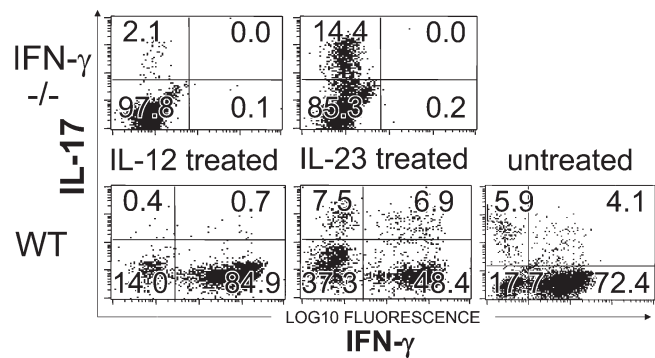 2.1 0.0 14.4 0.0
IFN-γ
-/-
97.8 0.1 85.3 0.2
IL-17
IL-12 treated IL-23 treated untreated
0.4 0.7 7.5 6.9 5.9 4.1
WT
14.0 84.9 37.3 48.4 17.7 72.4
LOG10 FLUORESCENCE
IFN-γ